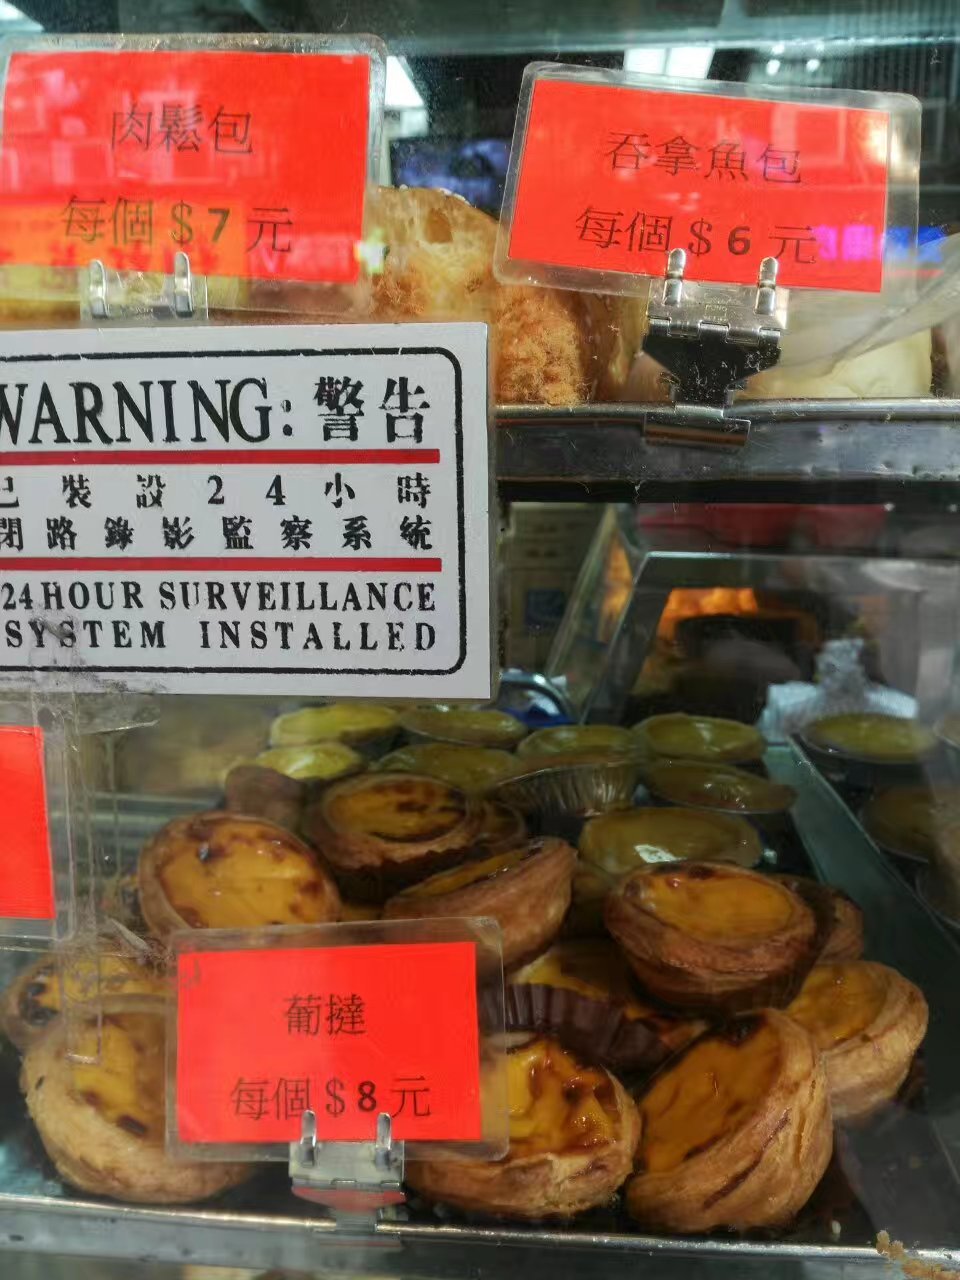 肉鬆包
每個 $ 7 元
吞拿魚包
每個 $ 6 元
WARNING: 警告
已裝設24小時
閉路錄影監察系統
24 HOUR SURVEILLANCE
SYSTEM INSTALLED
葡撻
每個 $ 8 元